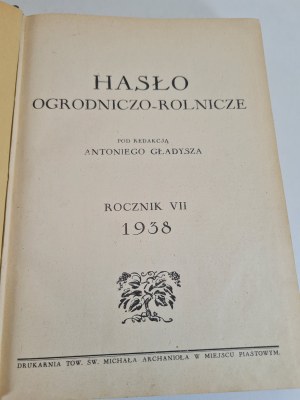 HASŁO
OGRODNICZO-ROLNICZE
POD REDAKCJĄ
ANTONIEGO GŁADYSZA
ROCZNIK VII
1938
DRUKARNIA TOW. ŚW. MICHAŁA ARCHANIOŁA W MIEJSCU PIASTOWYM.